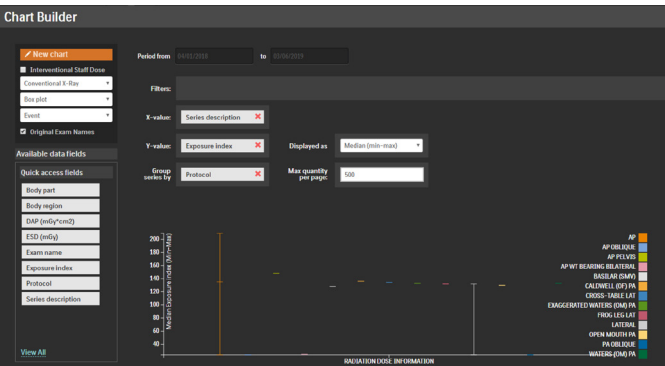 Chart Builder
New chart
Interventional Staff Dose
Conventional X-Ray
Box plot
Event
Original Exam Names
Available data fields
Quick access fields
Body part
Body region
DAP (mGy*cm2)
ESD (mGy)
Exam name
Exposure index
Protocol
Series description
View All
Period from
04/01/2019
to
Filters:
X-value:
Series description
Y-value:
Exposure index
Displayed as
Median (min-max)
Group series by
Protocol
Max quantity per page:
500
Median Exposure index (Min-Max)
200
180
160
140
120
100
80
60
40
RADIATION DOSE INFORMATION
AP
AP OBLIQUE
AP PELVIS
AP WT BEARING BILATERAL
BASILAR (SMV)
CALDWELL (OF) PA
CROSS-TABLE LAT
EXAGGERATED WATERS (OM) PA
FROG LEG LAT
LATERAL
OPEN MOUTH PA
PA OBLIQUE
WATERS (OM) PA